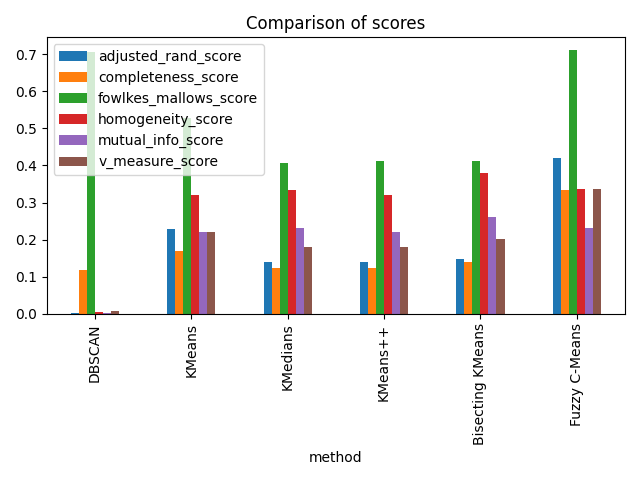 Comparison of scores
0.7
0.6
0.5
0.4
0.3
0.2
0.1
0.0
adjusted_rand_score
completeness_score
fowlkes_mallows_score
homogeneity_score
mutual_info_score
v_measure_score
DBSCAN
KMeans
KMedians
KMeans++
Bisecting KMeans
Fuzzy C-Means
method